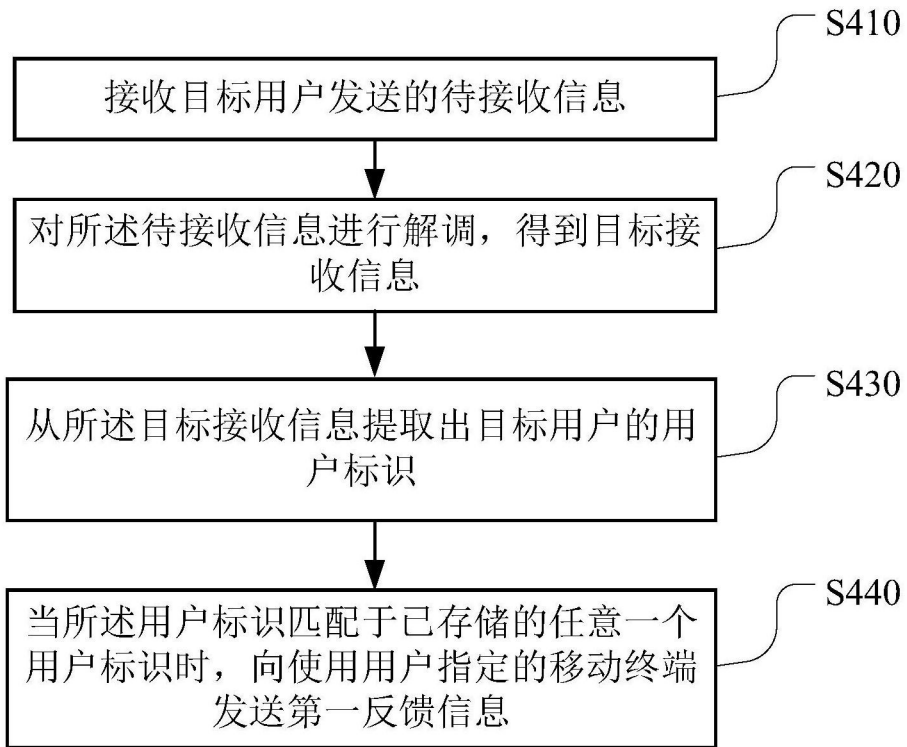 S410
接收目标用户发送的待接收信息
S420
对所述待接收信息进行解调，得到目标接
收信息
S430
从所述目标接收信息提取出目标用户的用
户标识
S440
当所述用户标识匹配于已存储的任意一个
用户标识时，向使用用户指定的移动终端
发送第一反馈信息